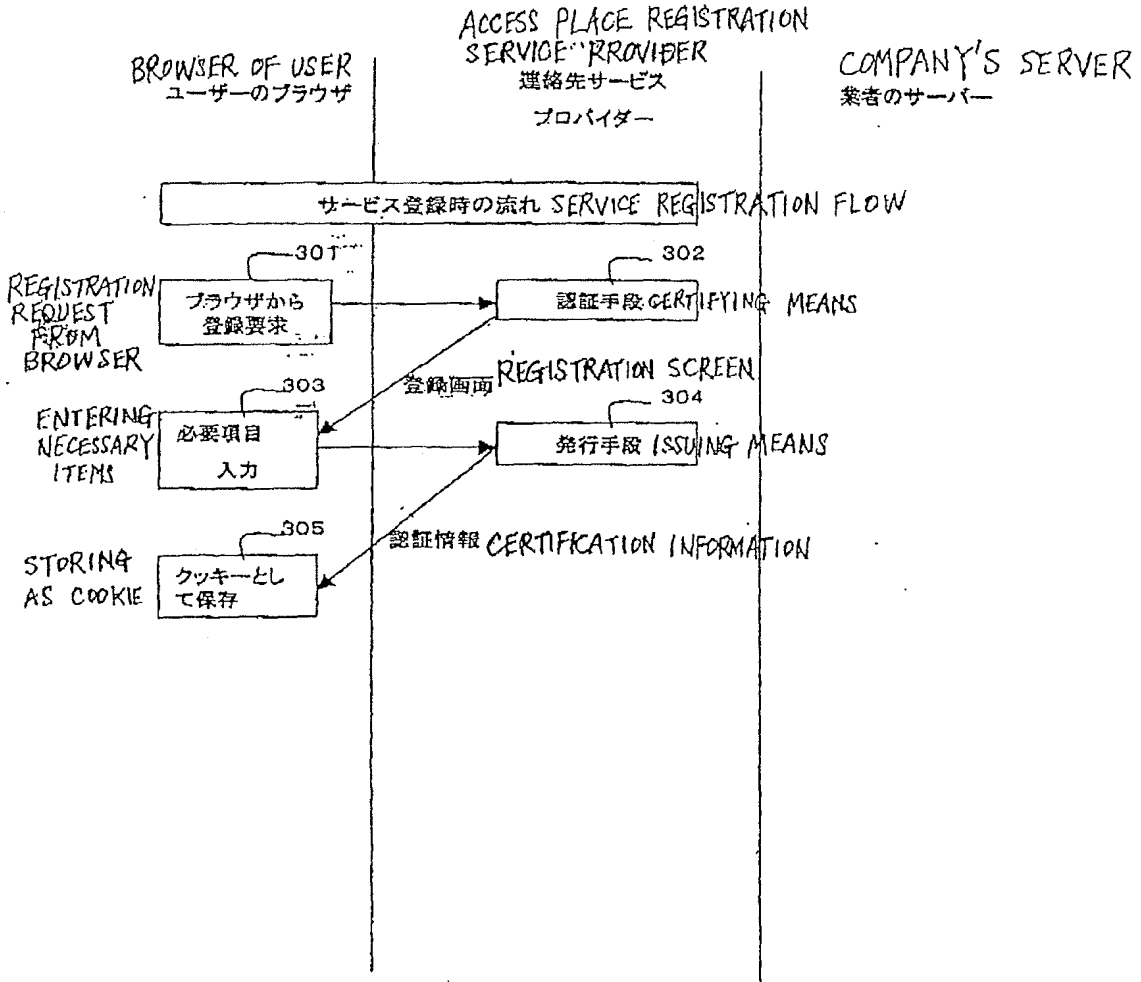 ACCESS PLACE REGISTRATION
SERVICE PROVIDER
連絡先サービス
プロバイダー
BROWSER OF USER
ユーザーのブラウザ
COMPANY'S SERVER
業者のサーバー
サービス登録時の流れ SERVICE REGISTRATION FLOW
301
302
REGISTRATION
REQUEST
FROM
BROWSER
ブラウザから
登録要求
認証手段 CERTIFYING MEANS
登録画面 REGISTRATION SCREEN
303
304
ENTERING
NECESSARY
ITEMS
必要項目
入力
発行手段 ISSUING MEANS
認証情報 CERTIFICATION INFORMATION
305
STORING
AS COOKIE
クッキーとし
て保存